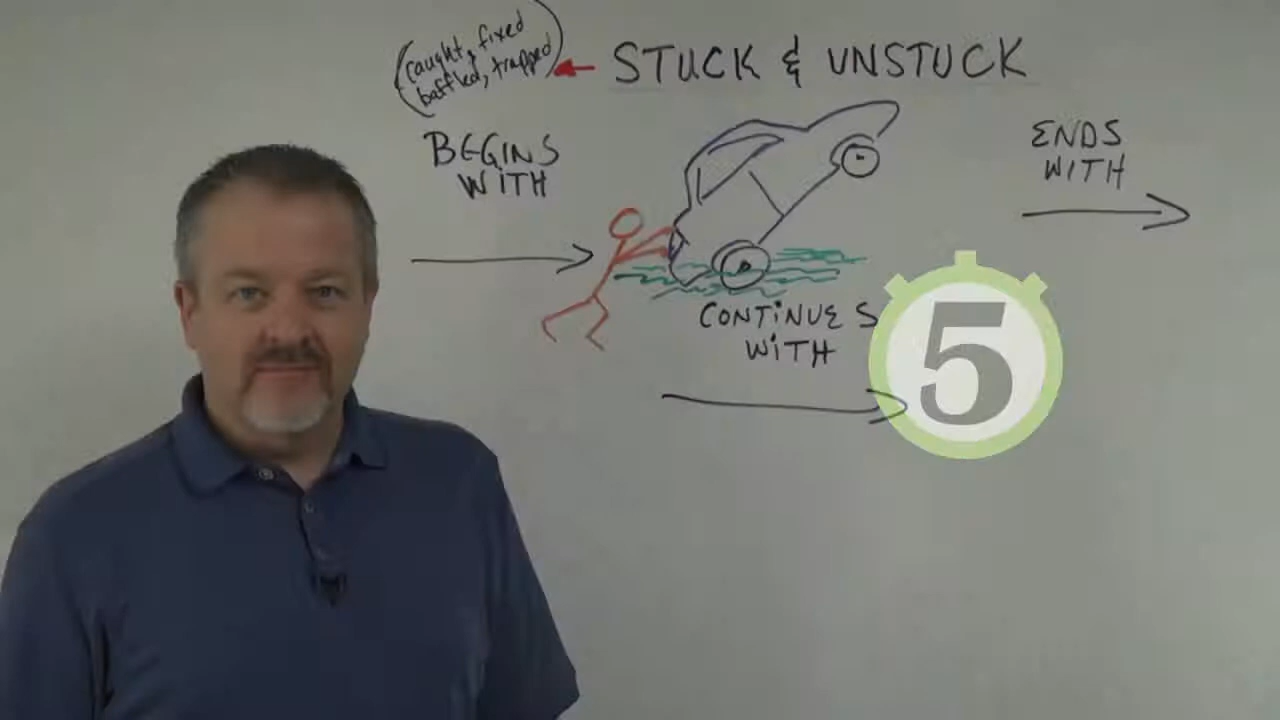 (caught, fixed
baffled, trapped)
STUCK & UNSTUCK
BEGINS
WITH
ENDS
WITH
CONTINUES
WITH
5